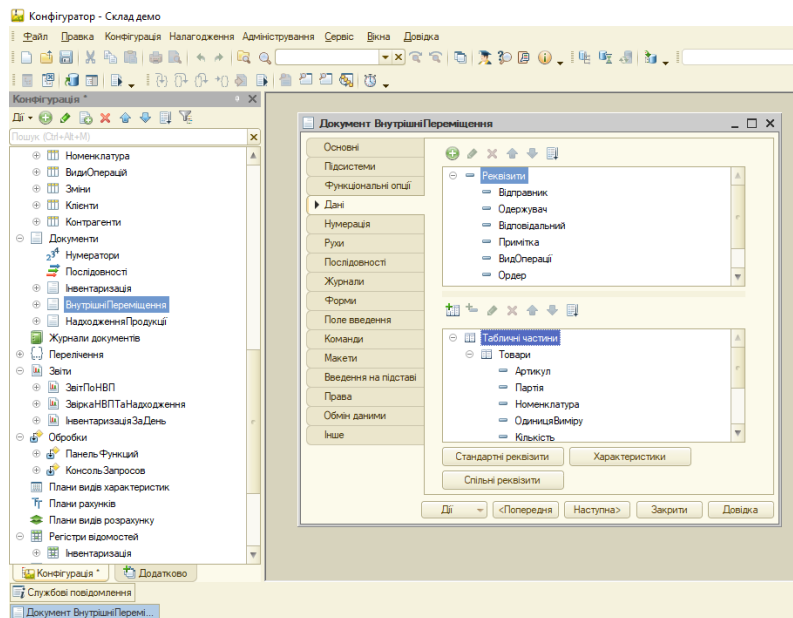 Конфігуратор - Склад демо
Файл Правка Конфігурація Налагодження Адміністрування Сервіс Вікна Довідка
Конфігурація *
Дії
Пошук (Ctrl+Alt+M)
Номенклатура
ВидиОперацій
Зміни
Клієнти
Контрагенти
Документи
Нумератори
Послідовності
Інвентаризація
ВнутрішніПереміщення
НадходженняПродукції
Журнали документів
Перелічення
Звіти
ЗвітПоНВП
ЗвіркаНВПТаНадходження
ІнвентаризаціяЗаДень
Обробки
ПанельФункций
КонсольЗапросов
Плани видів характеристик
Плани рахунків
Плани видів розрахунку
Регістри відомостей
Інвентаризація
Конфігурація *
Додатково
Документ ВнутрішніПереміщення
Основні
Підсистеми
Функціональні опції
Дані
Нумерація
Рухи
Послідовності
Журнали
Форми
Поле введення
Команди
Макети
Введення на підставі
Права
Обмін даними
Інше
Реквізити
Відправник
Одержувач
Відповідальний
Примітка
ВидОперації
Ордер
Табличні частини
Товари
Артикул
Партія
Номенклатура
ОдиницяВиміру
Кількість
Стандартні реквізити
Характеристики
Спільні реквізити
Дії
<Попередня
Наступна>
Закрити
Довідка
Службові повідомлення
Документ ВнутрішніПеремі...